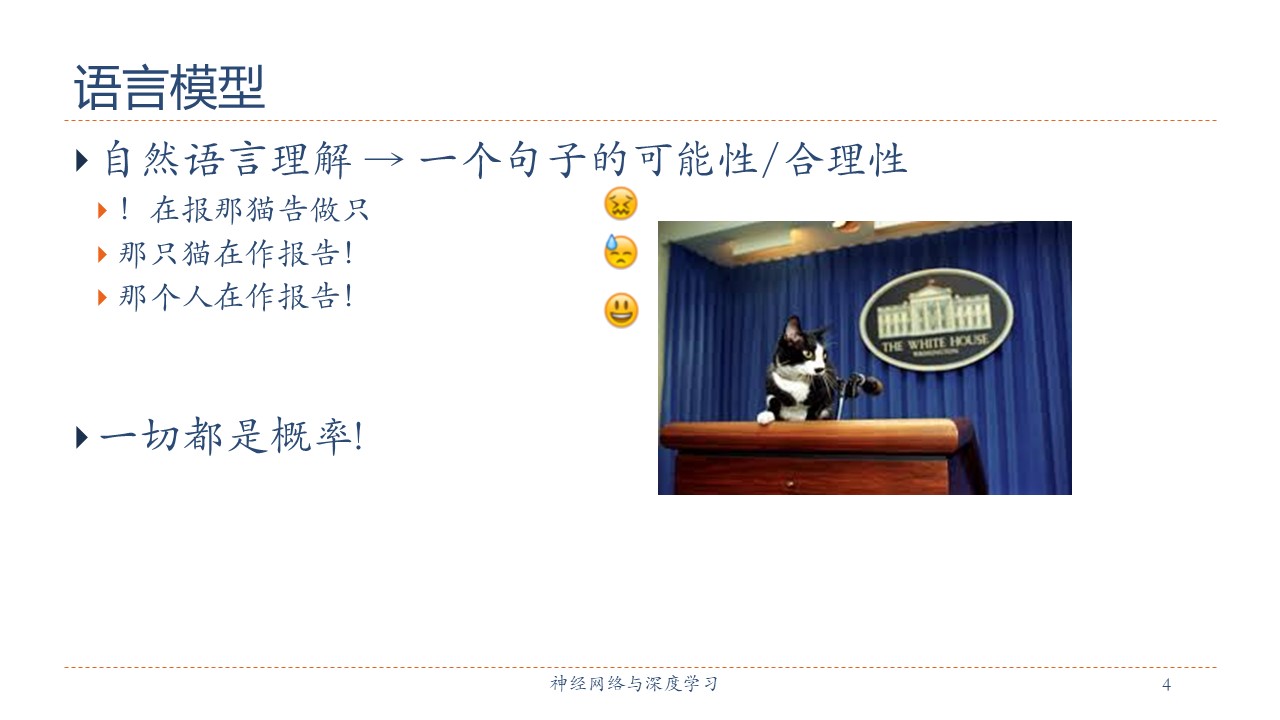 语言模型
自然语言理解 → 一个句子的可能性/合理性
！在报那猫告做只
那只猫在作报告！
那个人在作报告！
THE WHITE HOUSE
WASHINGTON
一切都是概率!
神经网络与深度学习
4